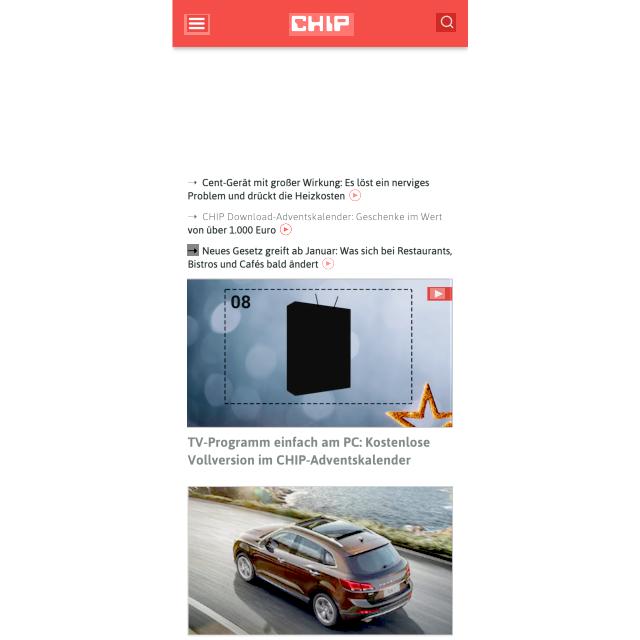 CHIP
→ Cent-Gerät mit großer Wirkung: Es löst ein nerviges
Problem und drückt die Heizkosten
→ CHIP Download-Adventskalender: Geschenke im Wert
von über 1.000 Euro
→ Neues Gesetz greift ab Januar: Was sich bei Restaurants,
Bistros und Cafés bald ändert
08
TV-Programm einfach am PC: Kostenlose
Vollversion im CHIP-Adventskalender